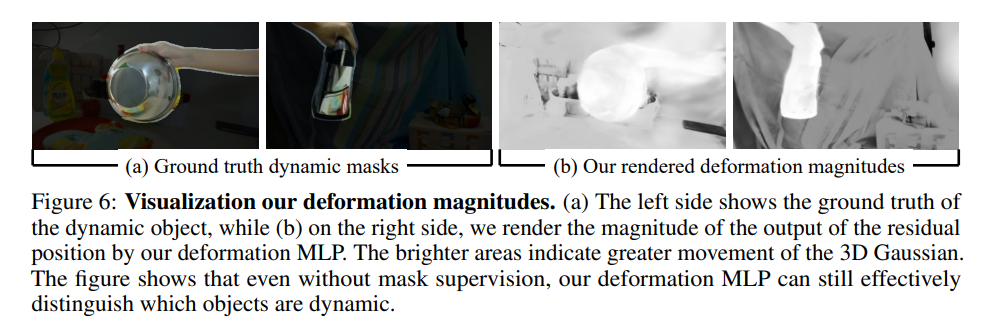 (a) Ground truth dynamic masks
(b) Our rendered deformation magnitudes
Figure 6: Visualization our deformation magnitudes. (a) The left side shows the ground truth of
the dynamic object, while (b) on the right side, we render the magnitude of the output of the residual
position by our deformation MLP. The brighter areas indicate greater movement of the 3D Gaussian.
The figure shows that even without mask supervision, our deformation MLP can still effectively
distinguish which objects are dynamic.